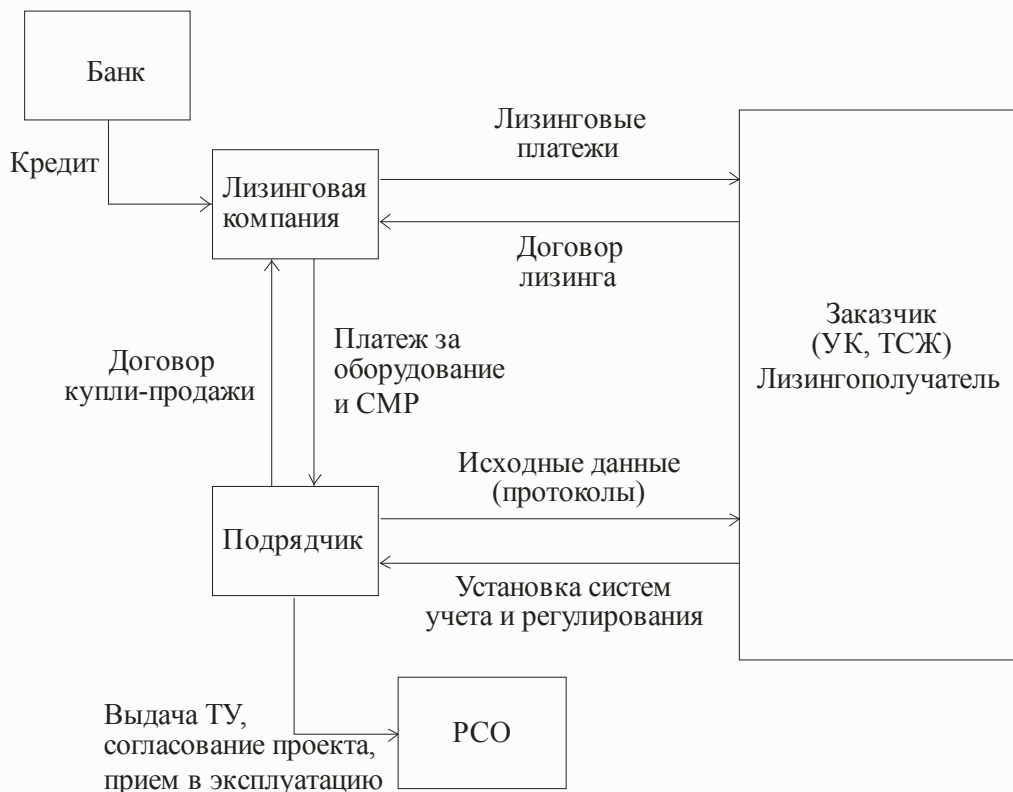 Банк
Кредит
Лизинговая
компания
Лизинговые
платежи
Договор
лизинга
Заказчик
(УК, ТСЖ)
Лизингополучатель
Договор
купли-продажи
Платеж за
оборудование
и СМР
Исходные данные
(протоколы)
Подрядчик
Установка систем
учета и регулирования
Выдача ТУ,
согласование проекта,
прием в эксплуатацию
РСО